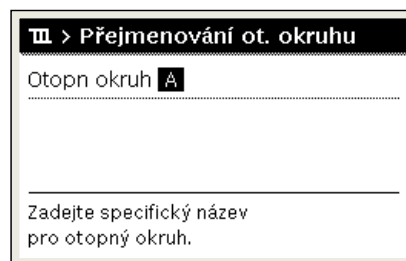 > Přejmenování ot. okruhu
Otopn okruh A
Zadejte specifický název
pro otopný okruh.